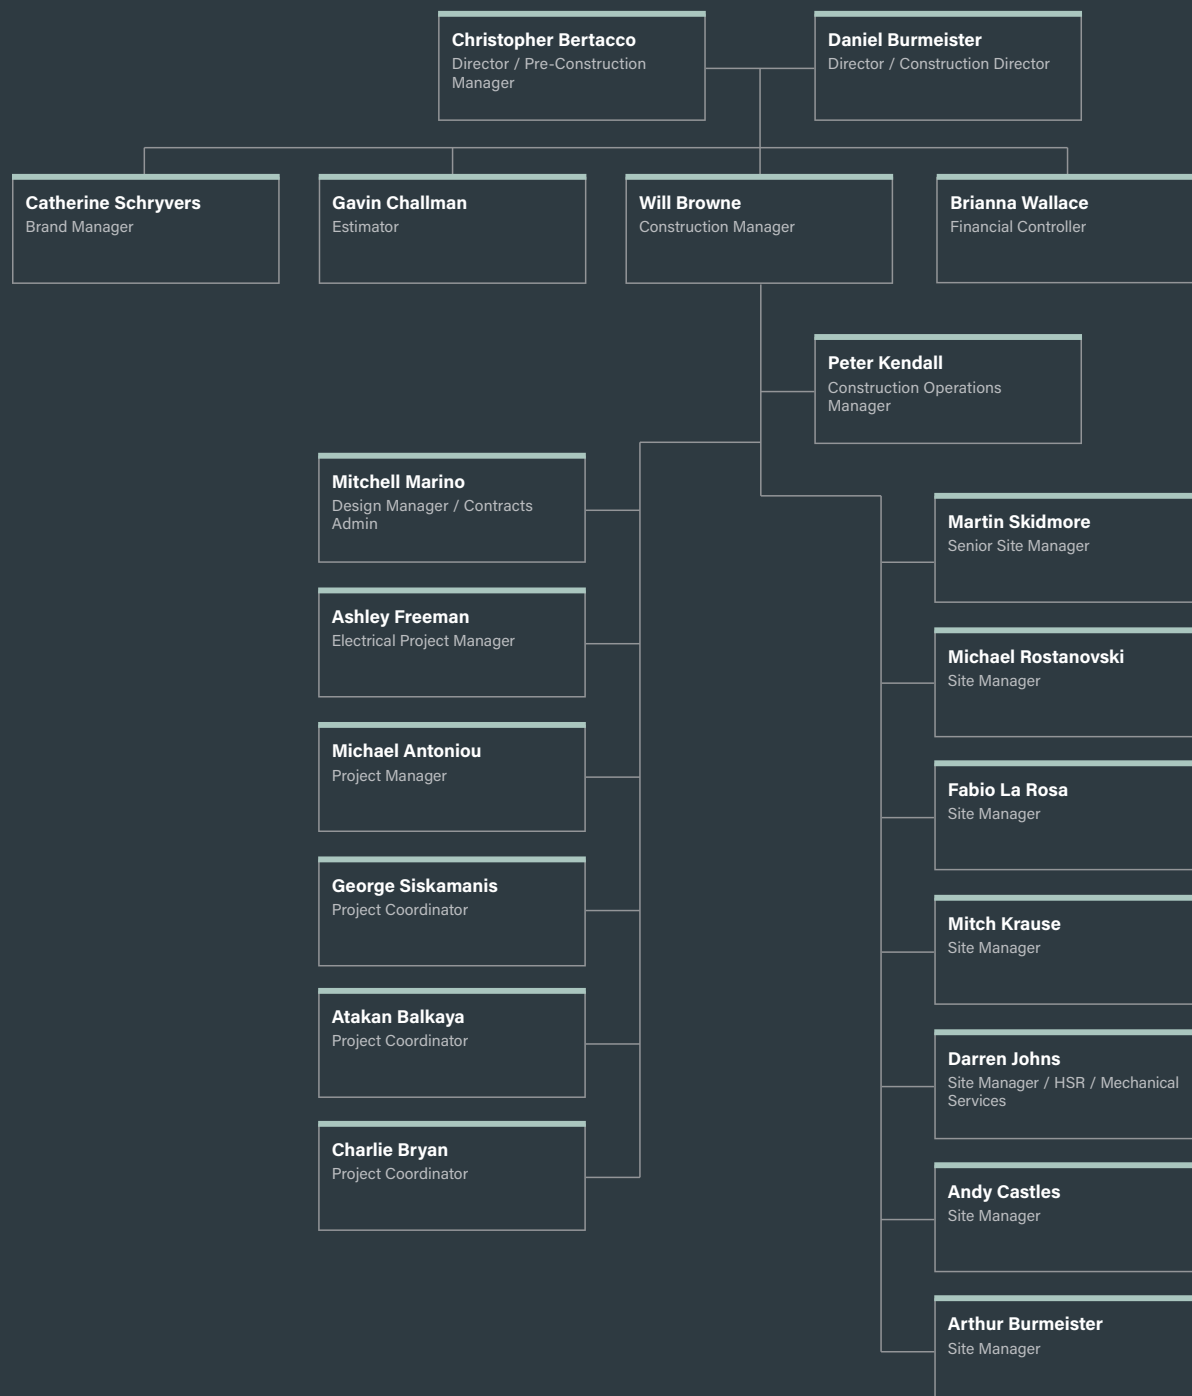 Christopher Bertacco
Director / Pre-Construction
Manager
Daniel Burmeister
Director / Construction Director
Catherine Schryvers
Brand Manager
Gavin Challman
Estimator
Will Browne
Construction Manager
Brianna Wallace
Financial Controller
Peter Kendall
Construction Operations
Manager
Mitchell Marino
Design Manager / Contracts
Admin
Ashley Freeman
Electrical Project Manager
Michael Antoniou
Project Manager
George Siskamanis
Project Coordinator
Atakan Balkaya
Project Coordinator
Charlie Bryan
Project Coordinator
Martin Skidmore
Senior Site Manager
Michael Rostanovski
Site Manager
Fabio La Rosa
Site Manager
Mitch Krause
Site Manager
Darren Johns
Site Manager / HSR / Mechanical
Services
Andy Castles
Site Manager
Arthur Burmeister
Site Manager